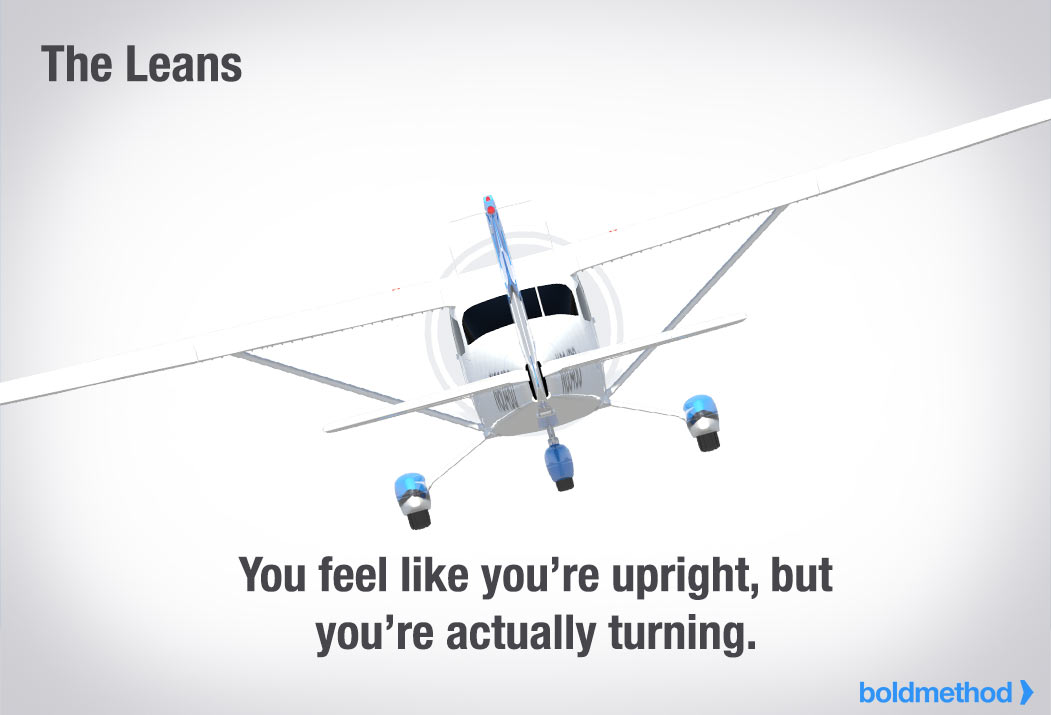 The Leans
You feel like you’re upright, but
you’re actually turning.
boldmethod